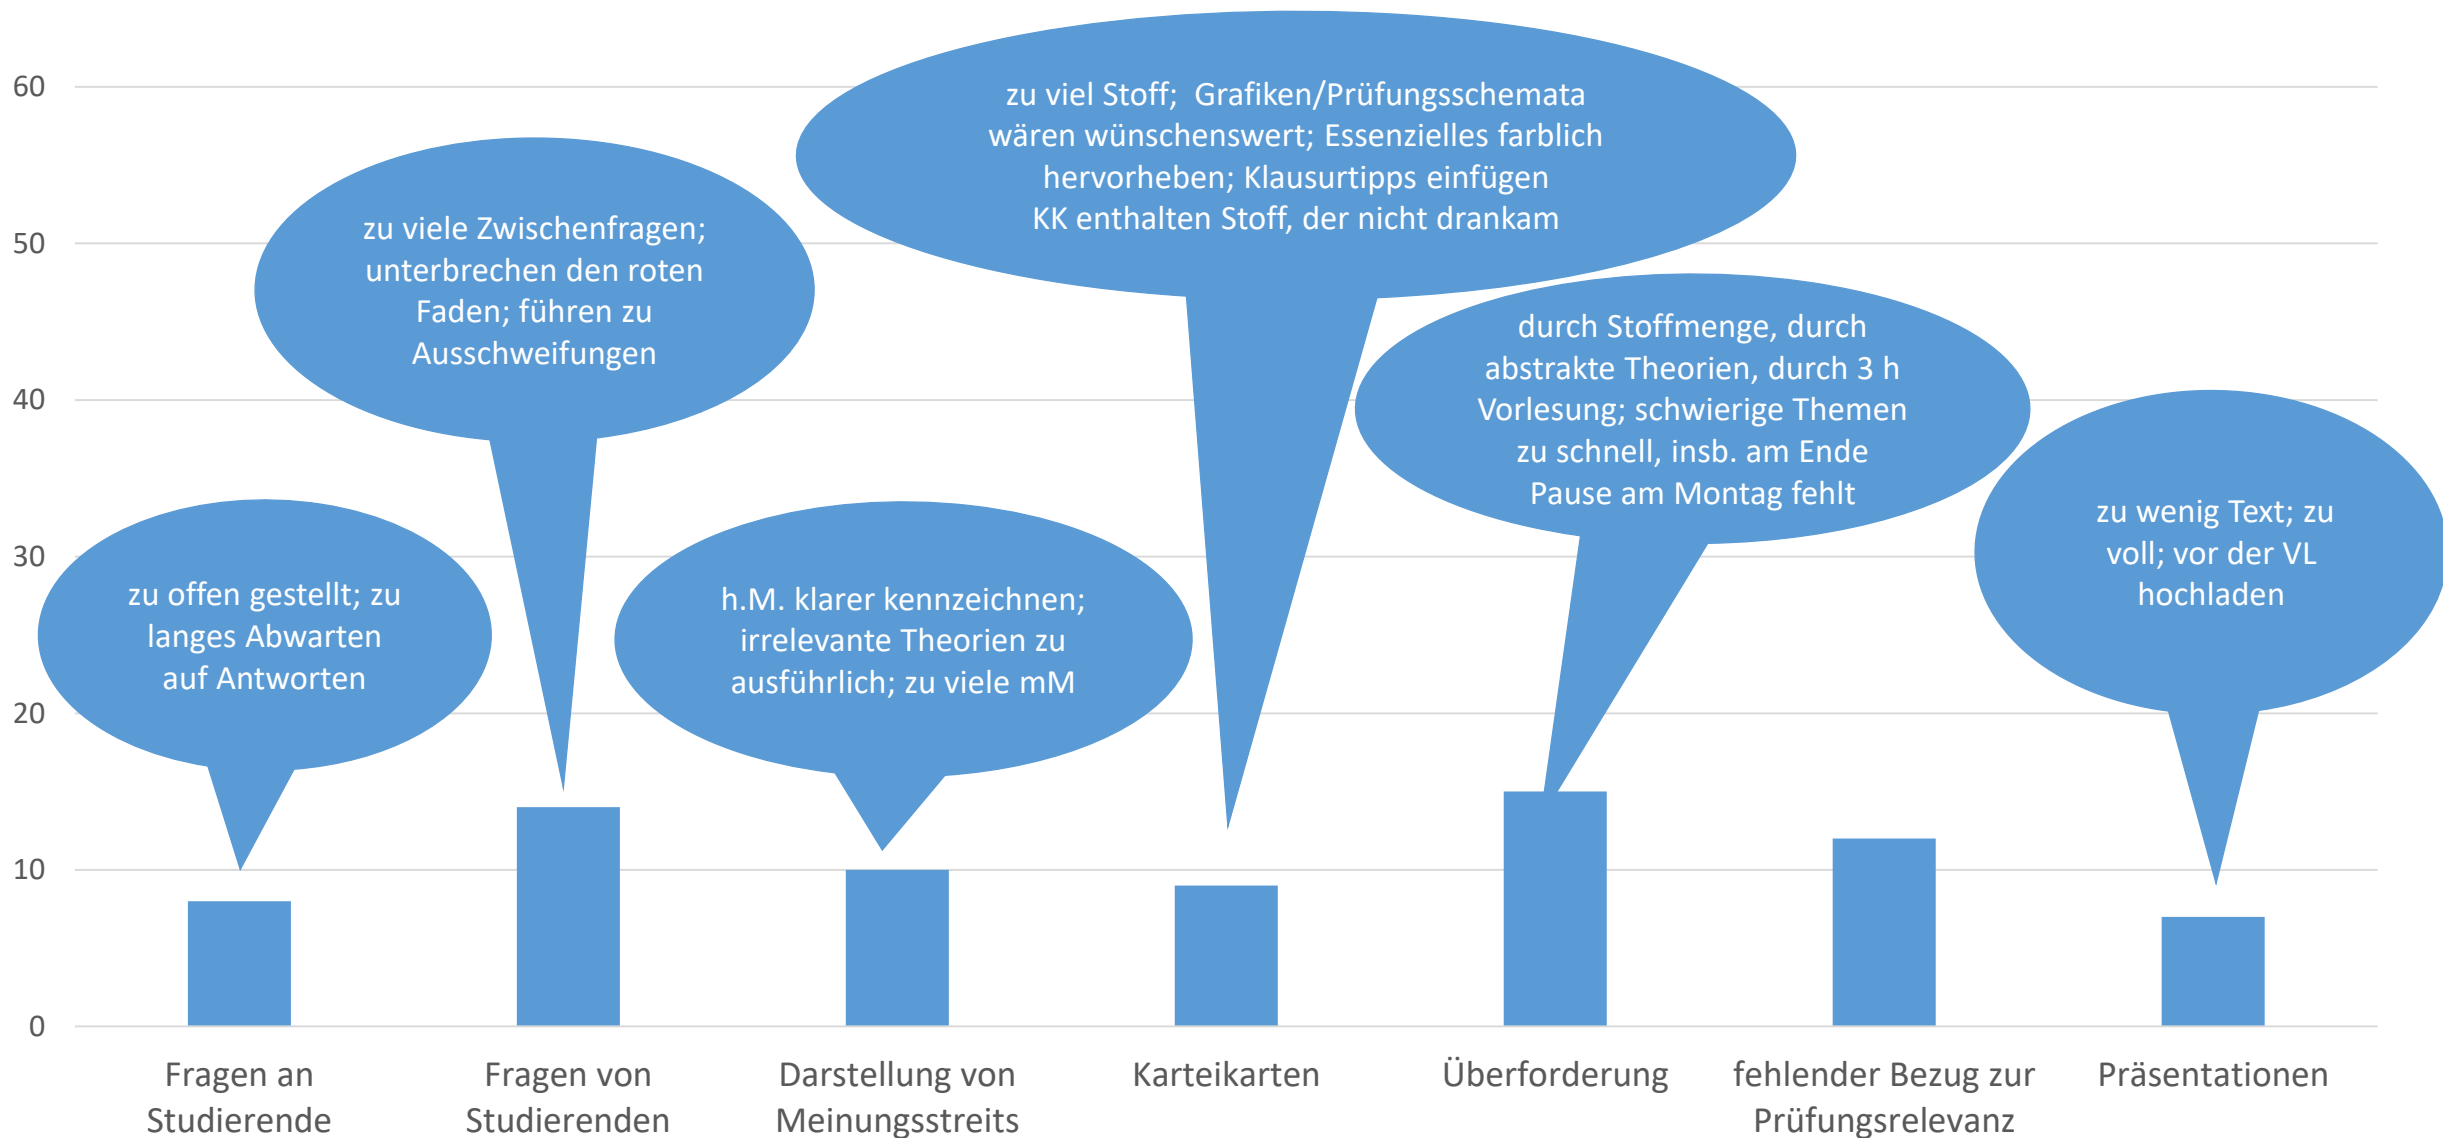 60
50
40
30
20
10
0
zu offen gestellt; zu
langes Abwarten
auf Antworten
zu viele Zwischenfragen;
unterbrechen den roten
Faden; führen zu
Ausschweifungen
h.M. klarer kennzeichnen;
irrelevante Theorien zu
ausführlich; zu viele mM
zu viel Stoff;  Grafiken/Prüfungsschemata
wären wünschenswert; Essenzielles farblich
hervorheben; Klausurtipps einfügen
KK enthalten Stoff, der nicht drankam
durch Stoffmenge, durch
abstrakte Theorien, durch 3 h
Vorlesung; schwierige Themen
zu schnell, insb. am Ende
Pause am Montag fehlt
zu wenig Text; zu
voll; vor der VL
hochladen
Fragen an
Studierende
Fragen von
Studierenden
Darstellung von
Meinungsstreits
Karteikarten
Überforderung
fehlender Bezug zur
Prüfungsrelevanz
Präsentationen